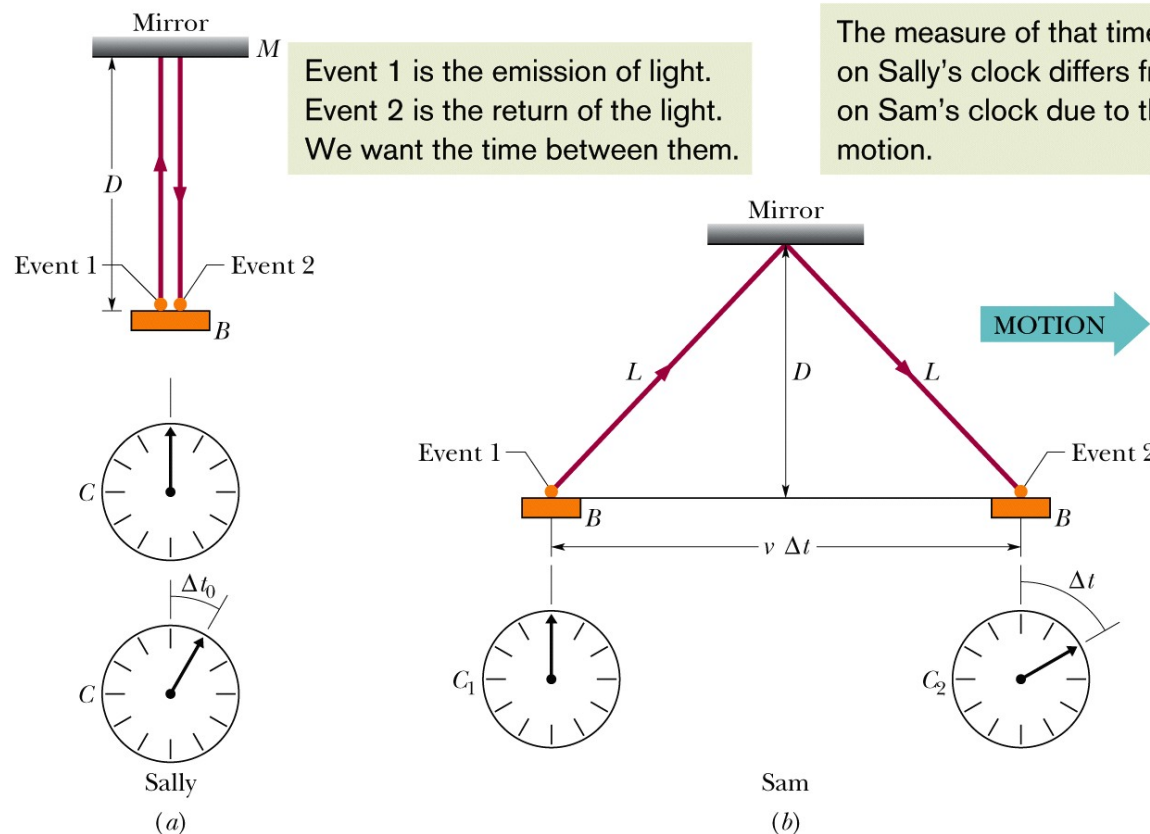 Mirror
M
Event 1 is the emission of light.
Event 2 is the return of the light.
We want the time between them.
The measure of that time
on Sally's clock differs
on Sam's clock due to
motion.
D
Event 1
Event 2
B
C
Δt₀
C
Sally
(a)
Mirror
MOTION
L
D
L
Event 1
Event 2
B
B
v Δt
Δt
C₁
C₂
Sam
(b)